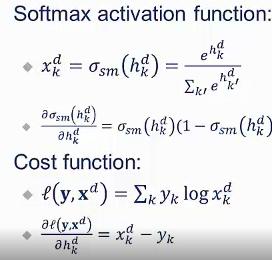 Softmax activation function:
◆ x_k^d = σ_sm(h_k^d) = e^{h_k^d} / Σ_{k'} e^{h_{k'}^d}
◆ ∂σ_sm(h_k^d) / ∂h_k^d = σ_sm(h_k^d)(1 − σ_sm(h_k^d)
Cost function:
◆ ℓ(y,x^d) = Σ_k y_k log x_k^d
◆ ∂ℓ(y,x^d) / ∂h_k^d = x_k^d − y_k